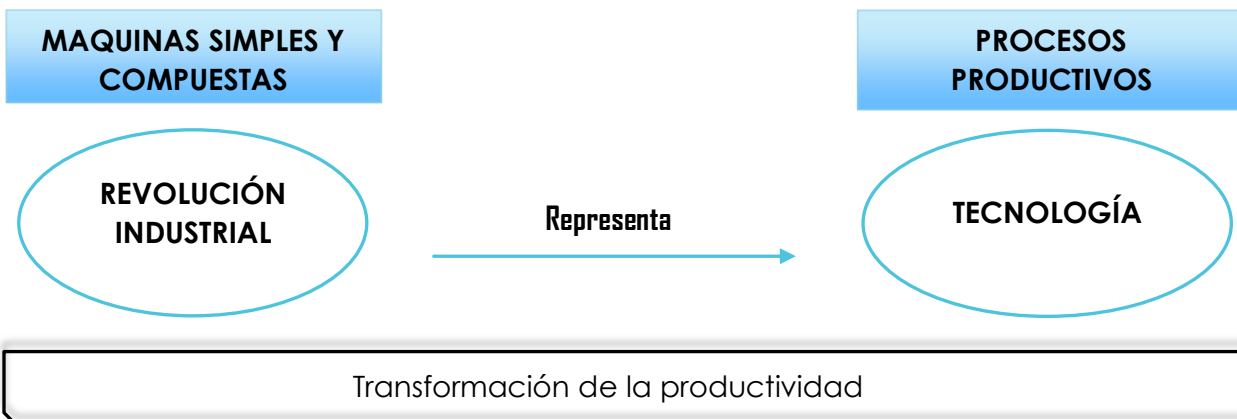 MAQUINAS SIMPLES Y
COMPUESTAS
PROCESOS
PRODUCTIVOS
REVOLUCIÓN
INDUSTRIAL
Representa
TECNOLOGÍA
Transformación de la productividad